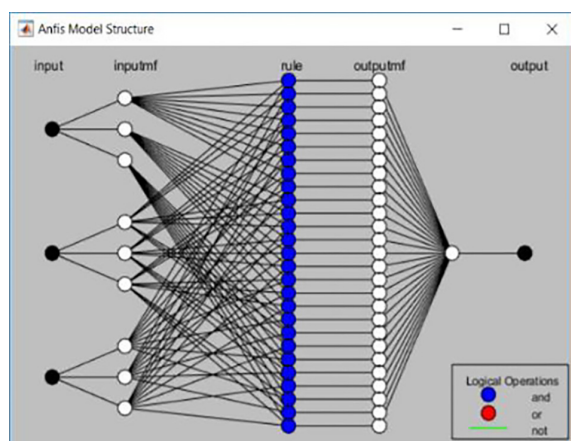 Anfis Model Structure
input inputmf rule outputmf output
Logical Operations
and
or
not